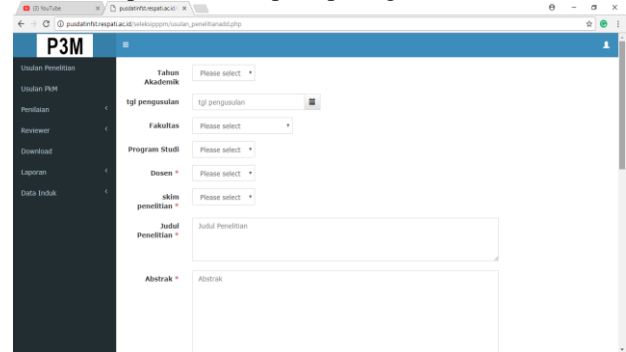 (I) YouTube
pusdatinfst.respati.ac.id
pusdatinfst.respati.ac.id/seleksipppm/usulan_penelitianadd.php
P3M
Usulan Penelitian
Usulan PkM
Penilaian
Reviewer
Download
Laporan
Data Induk
Tahun Akademik Please select
tgl pengusulan tgl pengusulan
Fakultas Please select
Program Studi Please select
Dosen * Please select
skim penelitian * Please select
Judul Penelitian * Judul Penelitian
Abstrak * Abstrak